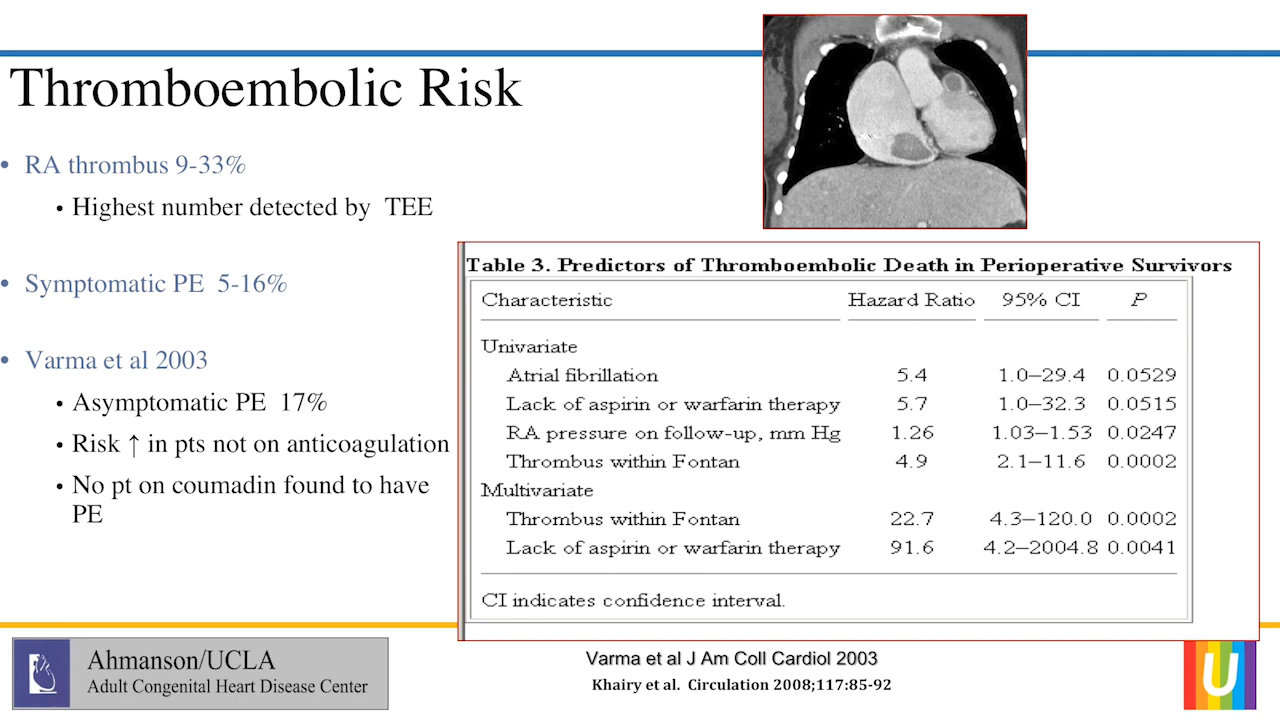 Thromboembolic Risk
• RA thrombus 9-33%
• Highest number detected by TEE
• Symptomatic PE 5-16%
• Varma et al 2003
• Asymptomatic PE 17%
• Risk ↑ in pts not on anticoagulation
• No pt on coumadin found to have
PE
Table 3. Predictors of Thromboembolic Death in Perioperative Survivors
Characteristic Hazard Ratio 95% CI P
Univariate
Atrial fibrillation 5.4 1.0–29.4 0.0529
Lack of aspirin or warfarin therapy 5.7 1.0–32.3 0.0515
RA pressure on follow-up, mm Hg 1.26 1.03–1.53 0.0247
Thrombus within Fontan 4.9 2.1–11.6 0.0002
Multivariate
Thrombus within Fontan 22.7 4.3–120.0 0.0002
Lack of aspirin or warfarin therapy 91.6 4.2–2004.8 0.0041
CI indicates confidence interval.
Ahmanson/UCLA
Adult Congenital Heart Disease Center
Varma et al J Am Coll Cardiol 2003
Khairy et al. Circulation 2008;117:85-92
U